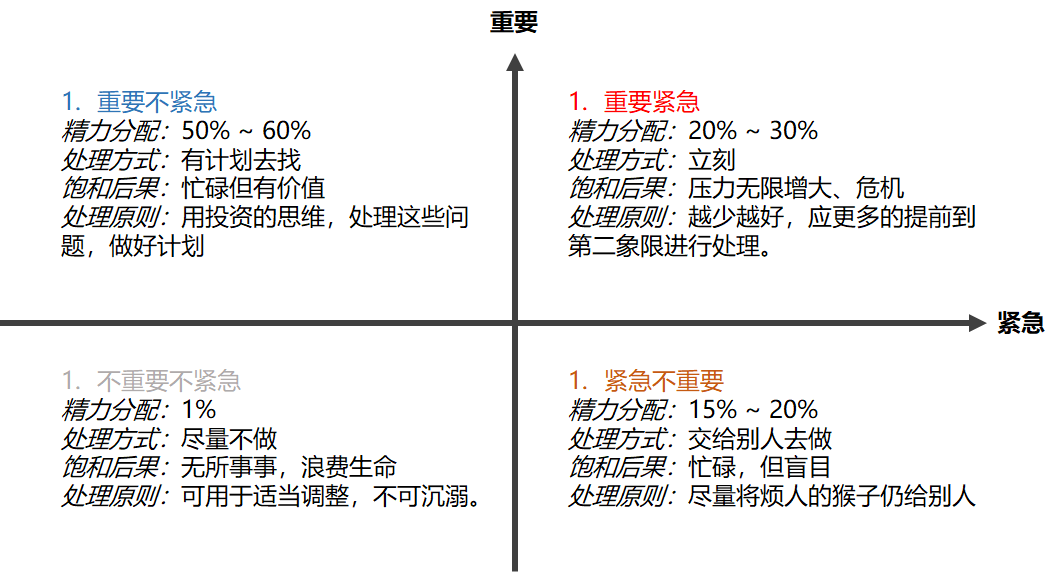 重要
1. 重要不紧急
精力分配：50% ~ 60%
处理方式：有计划去找
饱和后果：忙碌但有价值
处理原则：用投资的思维，处理这些问
题，做好计划
1. 重要紧急
精力分配：20% ~ 30%
处理方式：立刻
饱和后果：压力无限增大、危机
处理原则：越少越好，应更多的提前到
第二象限进行处理。
紧急
1. 不重要不紧急
精力分配：1%
处理方式：尽量不做
饱和后果：无所事事，浪费生命
处理原则：可用于适当调整，不可沉溺。
1. 紧急不重要
精力分配：15% ~ 20%
处理方式：交给别人去做
饱和后果：忙碌，但盲目
处理原则：尽量将烦人的猴子仍给别人